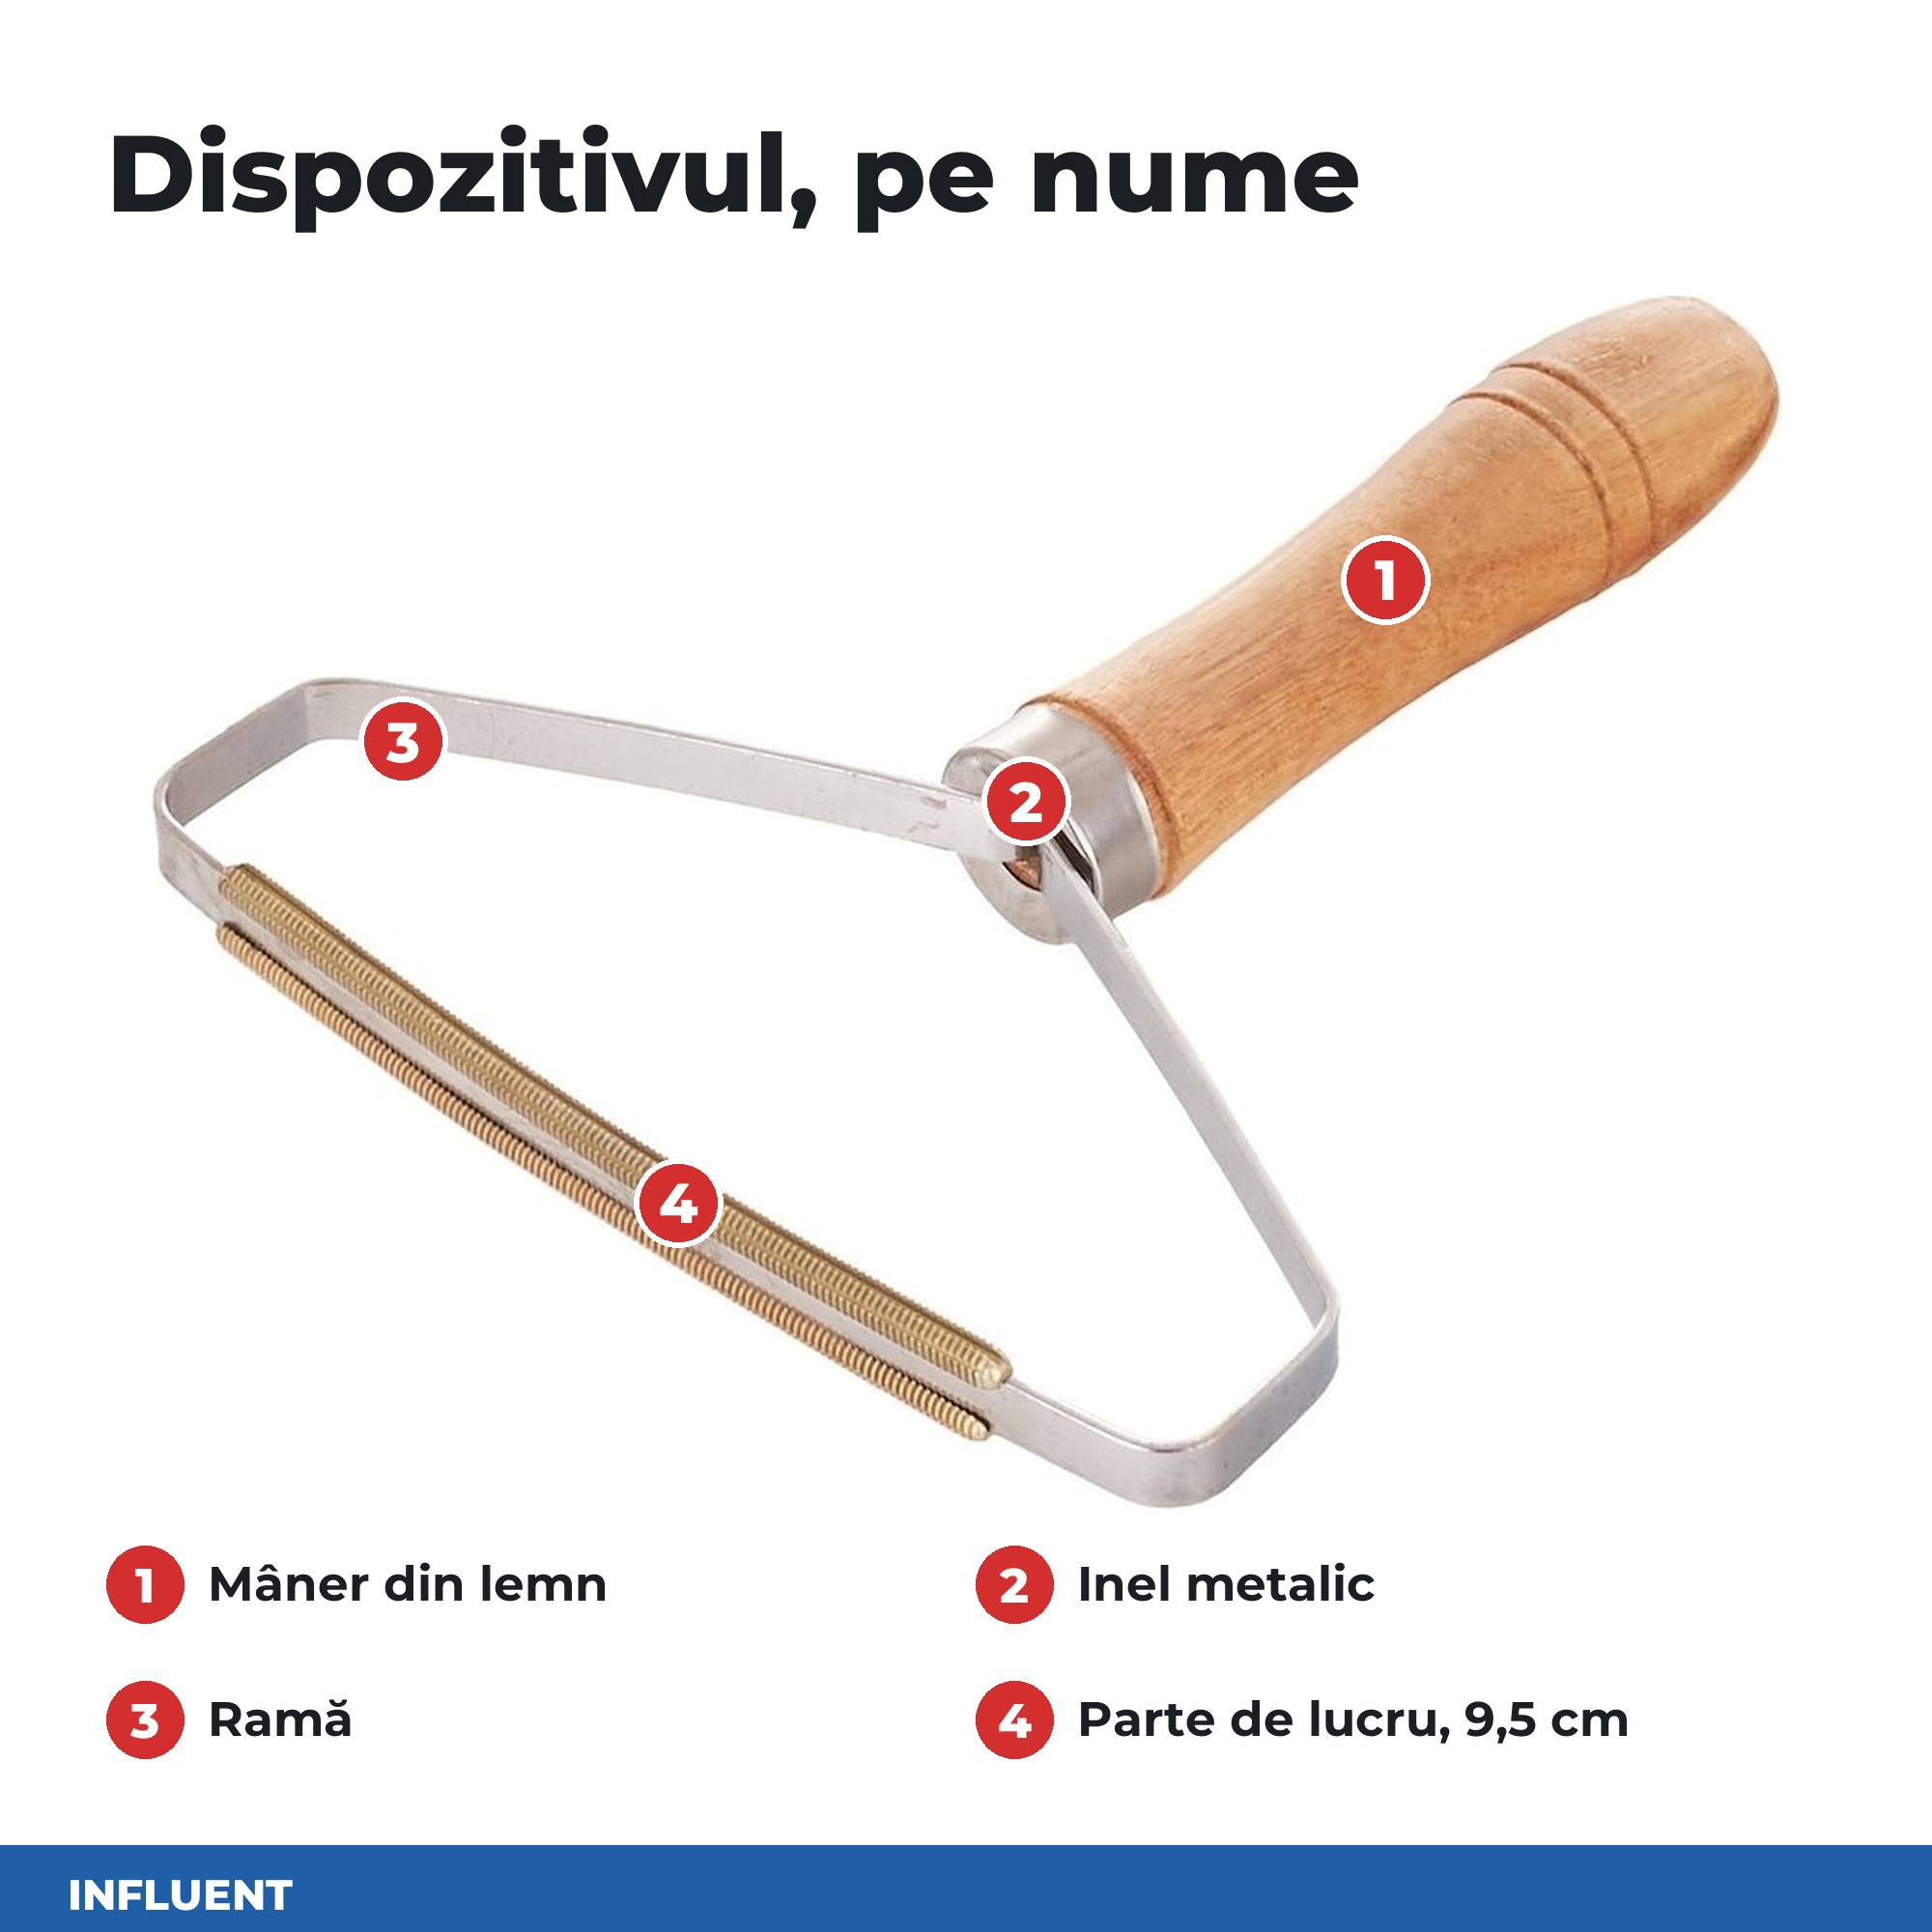 Dispozitivul, pe nume
1
3
2
4
1 Mâner din lemn
2 Inel metalic
3 Ramă
4 Parte de lucru, 9,5 cm
INFLUENT